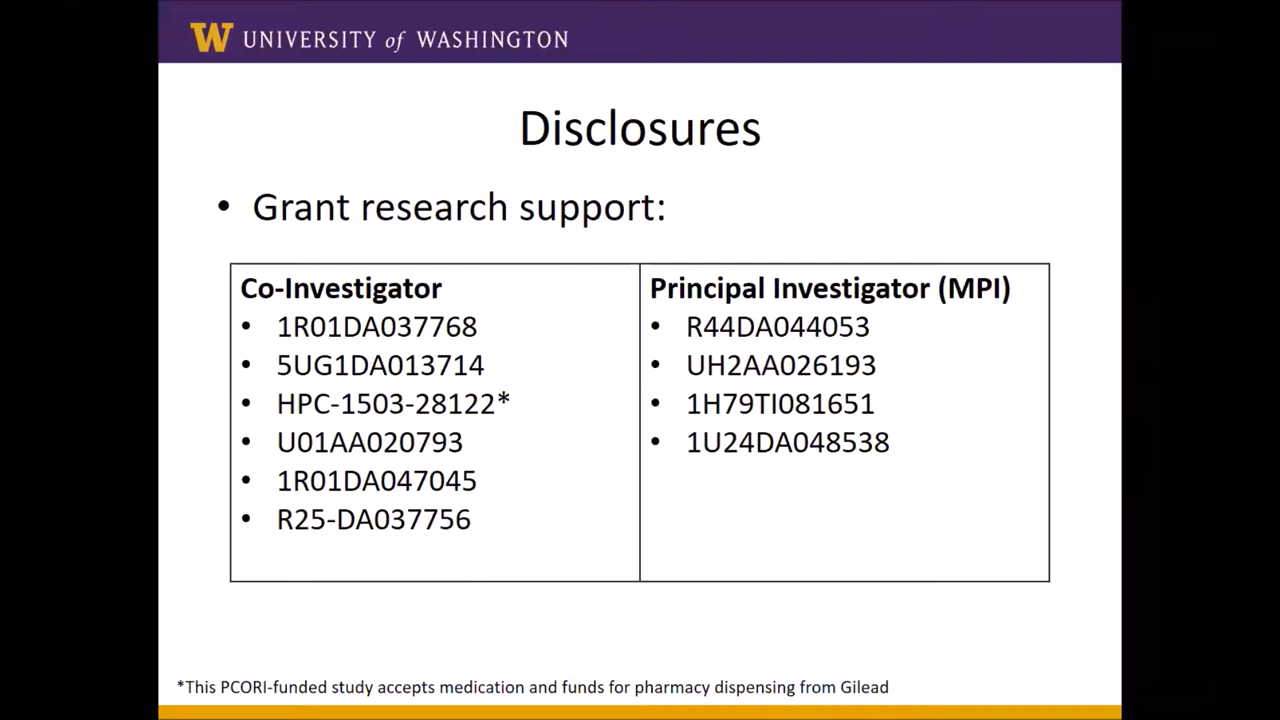 W UNIVERSITY of WASHINGTON
Disclosures
• Grant research support:
Co-Investigator
• 1R01DA037768
• 5UG1DA013714
• HPC-1503-28122*
• U01AA020793
• 1R01DA047045
• R25-DA037756
Principal Investigator (MPI)
• R44DA044053
• UH2AA026193
• 1H79TI081651
• 1U24DA048538
*This PCORI-funded study accepts medication and funds for pharmacy dispensing from Gilead